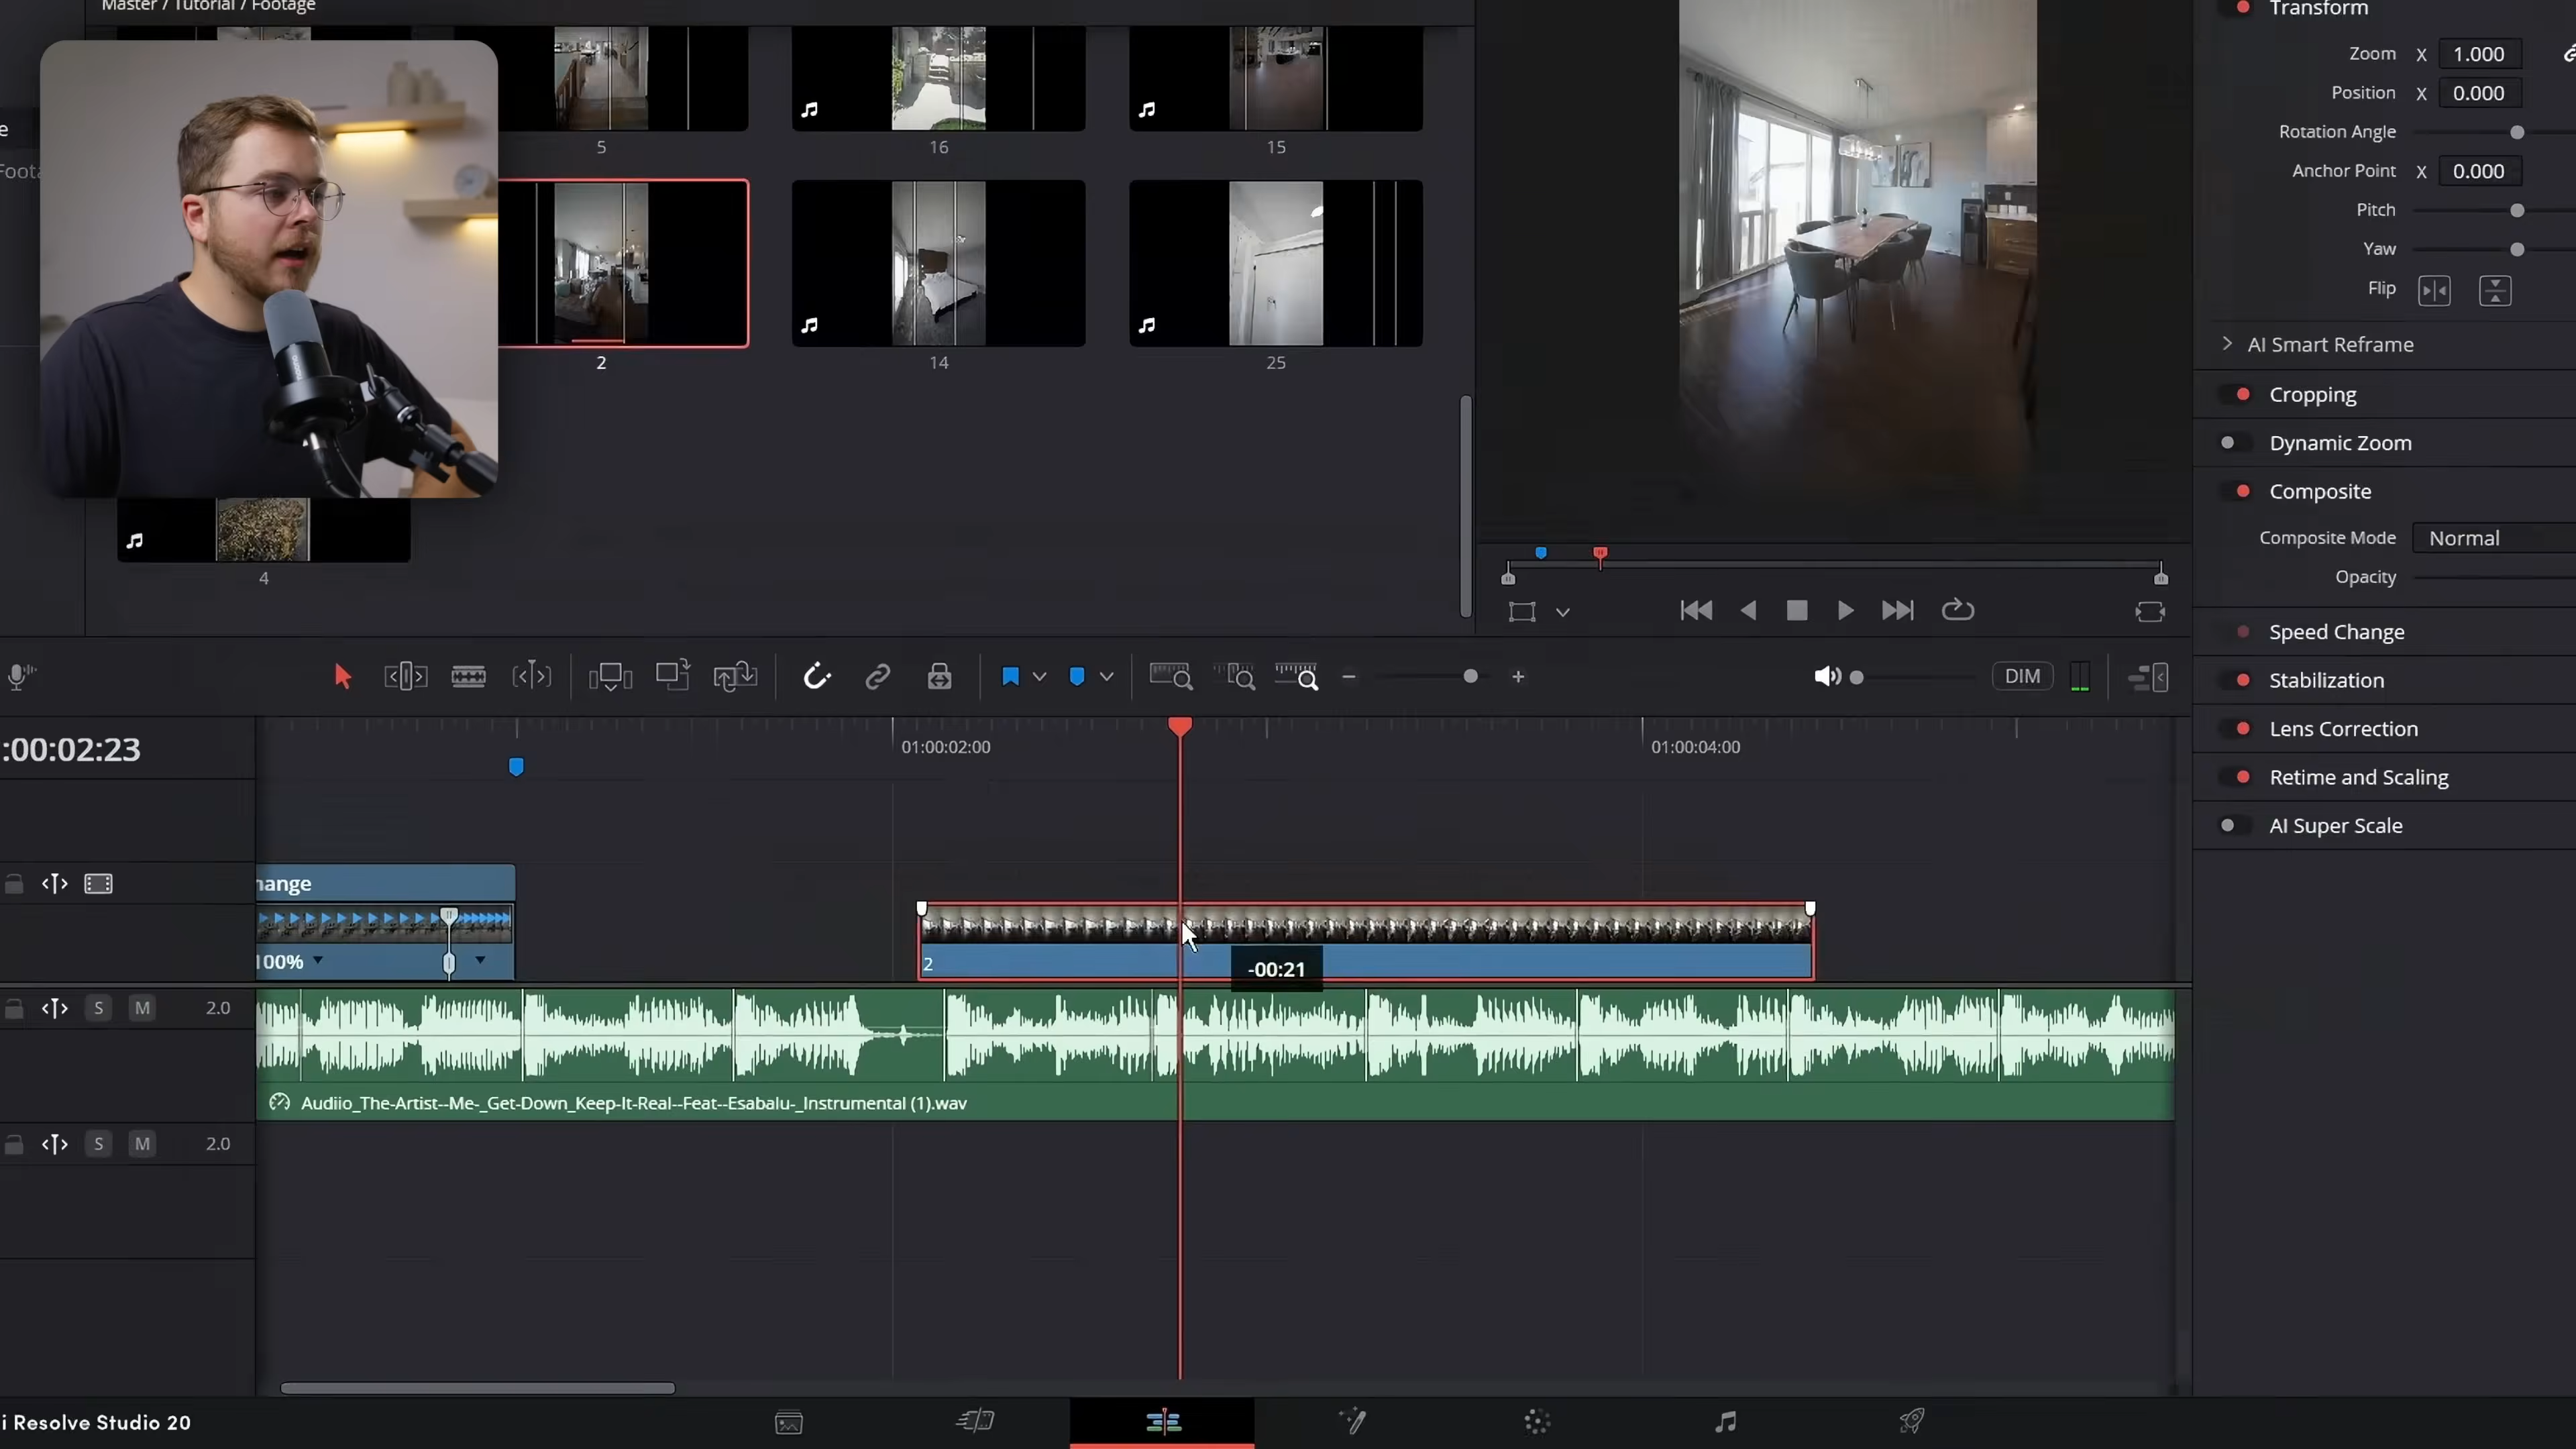 Master / Tutorial / Footage
5
16
15
2
14
25
4
e
Foota
Transform
Zoom X 1.000
Position X 0.000
Rotation Angle
Anchor Point X 0.000
Pitch
Yaw
Flip
AI Smart Reframe
Cropping
Dynamic Zoom
Composite
Composite Mode Normal
Opacity
Speed Change
Stabilization
Lens Correction
Retime and Scaling
AI Super Scale
DIM
:00:02:23
01:00:02:00
01:00:04:00
hange
100%
2
-00:21
S M 2.0
Audiio_The-Artist--Me-_Get-Down_Keep-It-Real--Feat--Esabalu-_Instrumental (1).wav
S M 2.0
i Resolve Studio 20